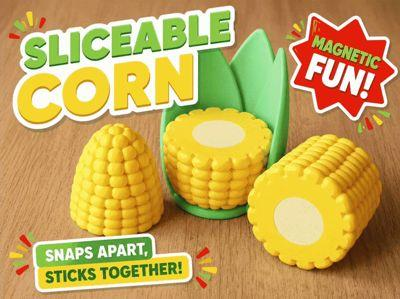 SLICEABLE
CORN
MAGNETIC
FUN!
SNAPS APART,
STICKS TOGETHER!